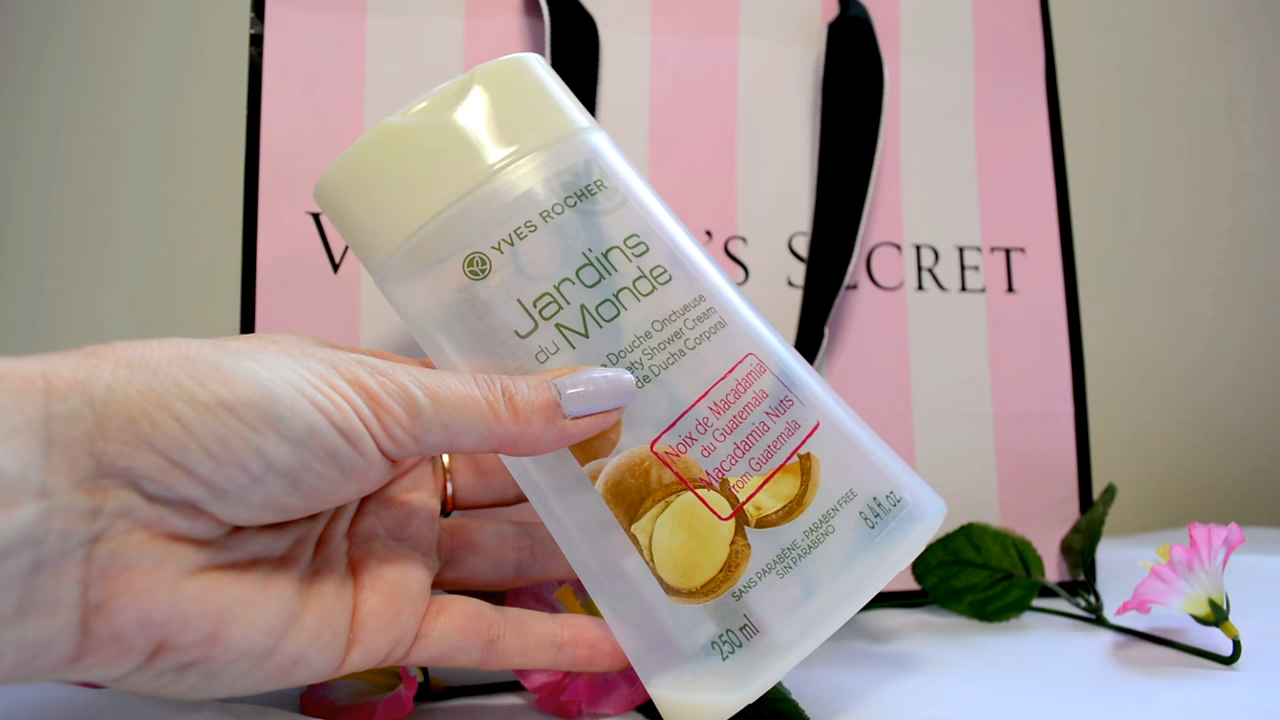 YVES ROCHER
Jardins
du Monde
Douche Onctueuse
Shower Cream
de Ducha Corporal
Noix de Macadamia
du Guatemala
Macadamia Nuts
from Guatemala
SANS PARABÈNE - PARABEN FREE
SIN PARABENO
8.4 fl. oz.
250 ml
'S SECRET